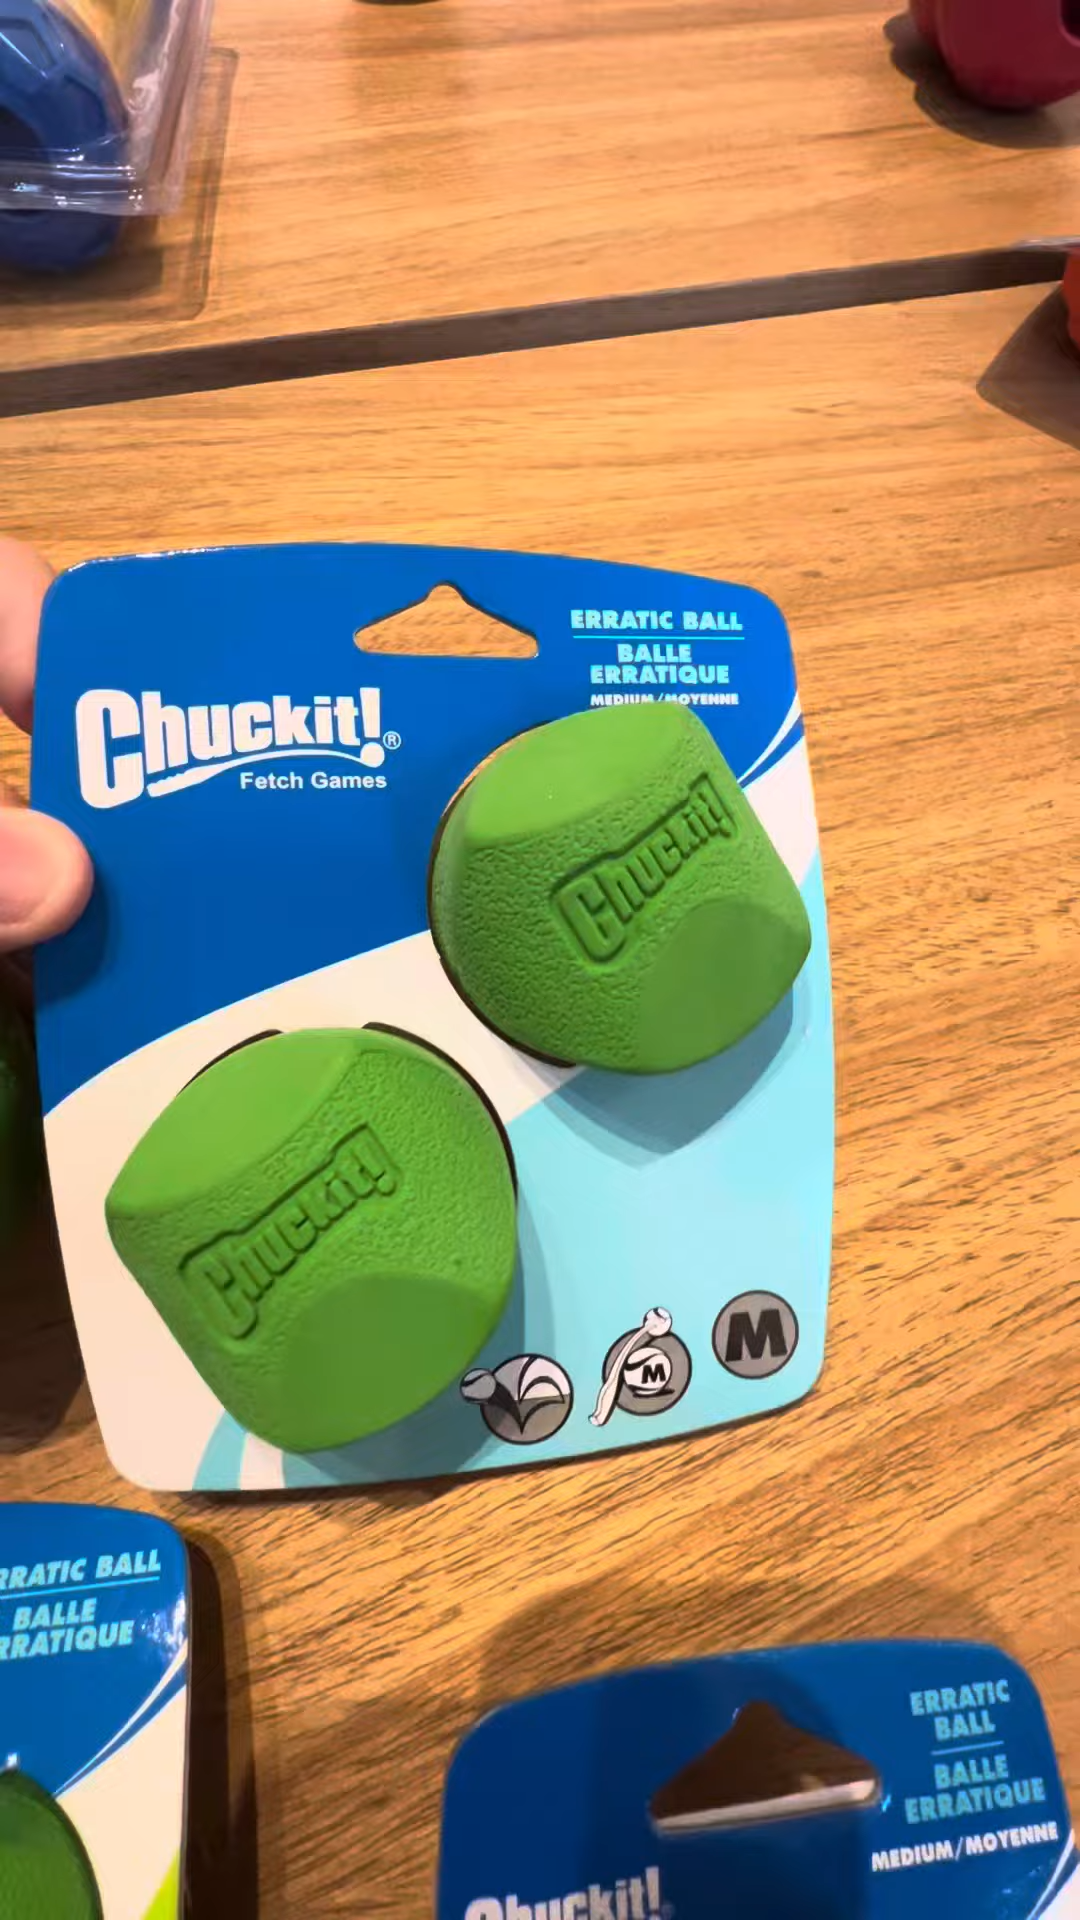 Chuckit!®
Fetch Games
ERRATIC BALL
BALLE
ERRATIQUE
MEDIUM/MOYENNE
Chuckit!
Chuckit!
M
M
RRATIC BALL
BALLE
RRATIQUE
ERRATIC
BALL
BALLE
ERRATIQUE
MEDIUM/MOYENNE
Chuckit!